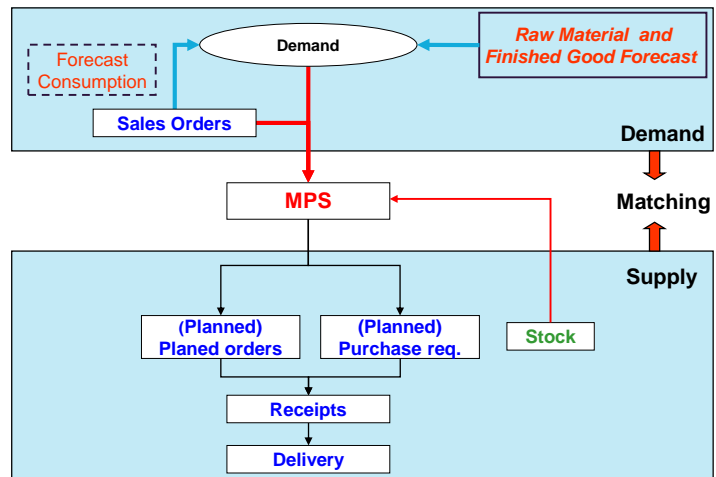 Forecast
Consumption
Demand
Raw Material and
Finished Good Forecast
Sales Orders
Demand
MPS
Matching
Supply
(Planned)
Planed orders
(Planned)
Purchase req.
Stock
Receipts
Delivery